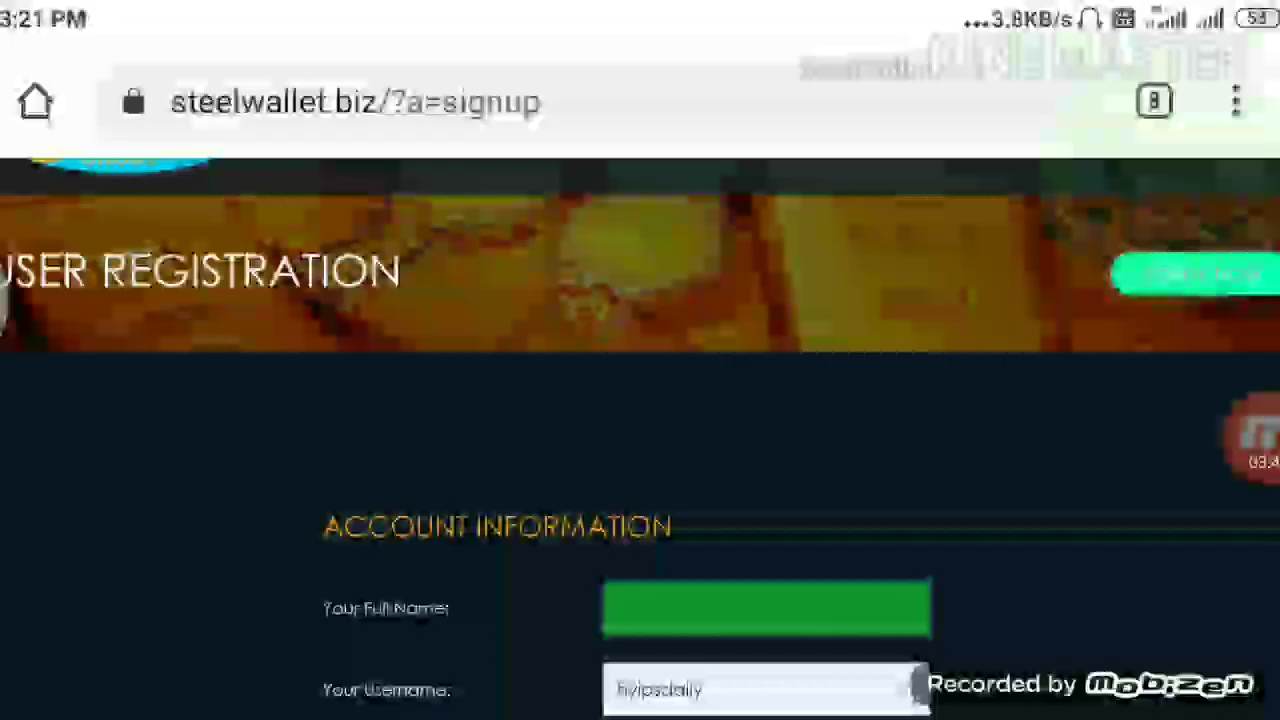 3:21 PM
...3.8KB/s
53
steelwallet.biz/?a=signup
8
USER REGISTRATION
ACCOUNT INFORMATION
Your Full Name:
Your Username:
Recorded by mobizen